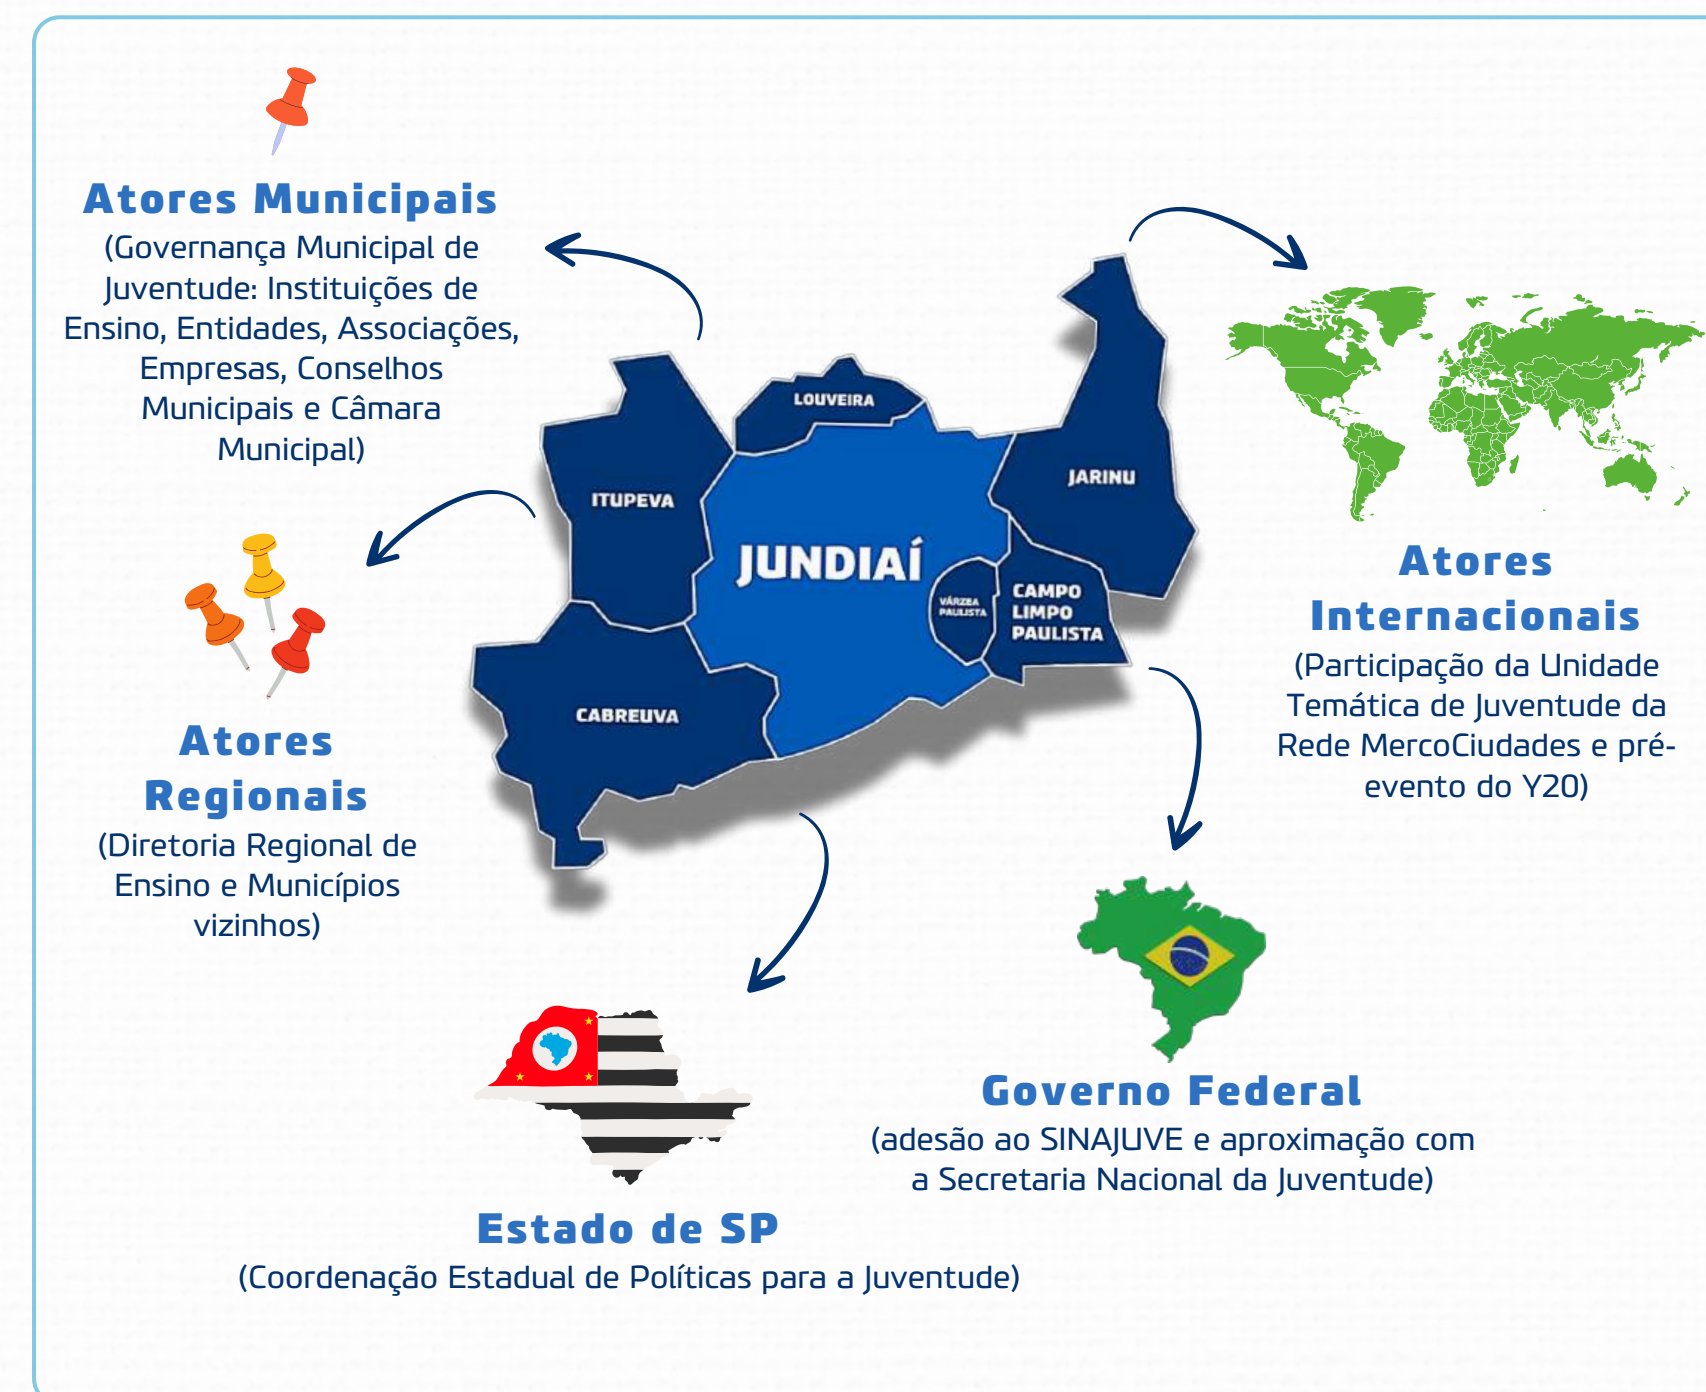 Atores Municipais
(Governança Municipal de
Juventude: Instituições de
Ensino, Entidades, Associações,
Empresas, Conselhos
Municipais e Câmara
Municipal)
Atores
Regionais
(Diretoria Regional de
Ensino e Municípios
vizinhos)
LOUVEIRA
ITUPEVA
JARINU
JUNDIAÍ
VÁRZEA
PAULISTA
CAMPO
LIMPO
PAULISTA
CABREUVA
Atores
Internacionais
(Participação da Unidade
Temática de Juventude da
Rede MercoCiudades e pré-
evento do Y20)
Governo Federal
(adesão ao SINAJUVE e aproximação com
a Secretaria Nacional da Juventude)
Estado de SP
(Coordenação Estadual de Políticas para a Juventude)